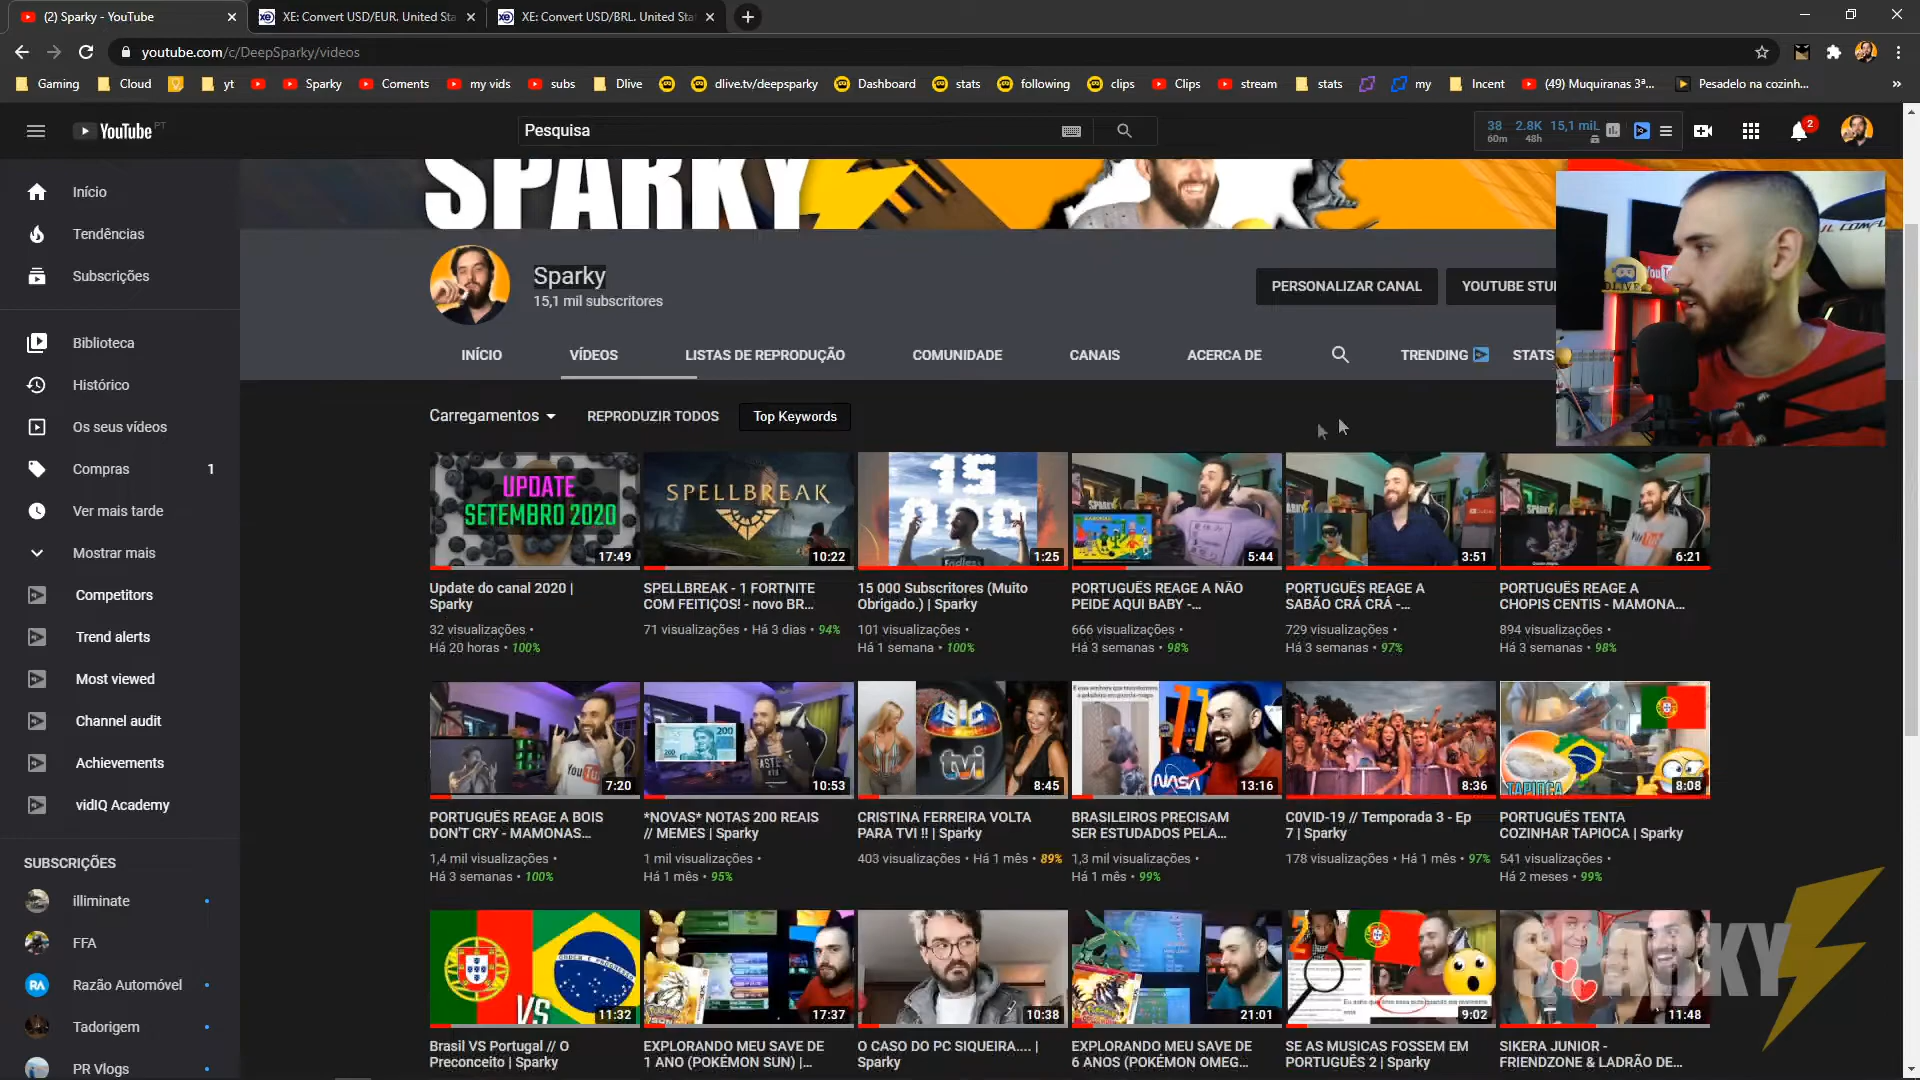 (2) Sparky - YouTube
XE: Convert USD/EUR. United Sta
XE: Convert USD/BRL. United Stat
youtube.com/c/DeepSparky/videos
Gaming
Cloud
yt
Sparky
Coments
my vids
subs
Dlive
dlive.tv/deepsparky
Dashboard
stats
following
clips
Clips
stream
stats
my
Incent
(49) Muquiranas 3ª...
Pesadelo na cozinh...
YouTube PT
Pesquisa
38 2.8K 15,1 mil
60m 48h
2
Início
Tendências
Subscrições
Biblioteca
Histórico
Os seus vídeos
Compras 1
Ver mais tarde
Mostrar mais
Competitors
Trend alerts
Most viewed
Channel audit
Achievements
vidIQ Academy
SUBSCRIÇÕES
illiminate
FFA
RA Razão Automóvel
Tadorigem
PR Vlogs
SPARKY
Sparky
15,1 mil subscritores
PERSONALIZAR CANAL
YOUTUBE STU
INÍCIO
VÍDEOS
LISTAS DE REPRODUÇÃO
COMUNIDADE
CANAIS
ACERCA DE
TRENDING
STATS
Carregamentos
REPRODUZIR TODOS
Top Keywords
UPDATE
SETEMBRO 2020
17:49
Update do canal 2020 |
Sparky
32 visualizações •
Há 20 horas • 100%
SPELLBREAK
10:22
SPELLBREAK - 1 FORTNITE
COM FEITIÇOS! - novo BR...
71 visualizações • Há 3 dias • 94%
15
000
1:25
15 000 Subscritores (Muito
Obrigado.) | Sparky
101 visualizações •
Há 1 semana • 100%
5:44
PORTUGUÊS REAGE A NÃO
PEIDE AQUI BABY -...
666 visualizações •
Há 3 semanas • 98%
3:51
PORTUGUÊS REAGE A
SABÃO CRÁ CRÁ -...
729 visualizações •
Há 3 semanas • 97%
6:21
PORTUGUÊS REAGE A
CHOPIS CENTIS - MAMONA...
894 visualizações •
Há 3 semanas • 98%
7:20
PORTUGUÊS REAGE A BOIS
DON'T CRY - MAMONAS...
1,4 mil visualizações •
Há 3 semanas • 100%
200
10:53
*NOVAS* NOTAS 200 REAIS
// MEMES | Sparky
1 mil visualizações •
Há 1 mês • 95%
tvi
8:45
CRISTINA FERREIRA VOLTA
PARA TVI !! | Sparky
403 visualizações • Há 1 mês • 89%
NASA
13:16
BRASILEIROS PRECISAM
SER ESTUDADOS PELA...
1,3 mil visualizações •
Há 1 mês • 99%
8:36
C0VID-19 // Temporada 3 - Ep
7 | Sparky
178 visualizações • Há 1 mês • 97%
TAPIOCA
8:08
PORTUGUÊS TENTA
COZINHAR TAPIOCA | Sparky
541 visualizações •
Há 2 meses • 99%
VS
11:32
Brasil VS Portugal // O
Preconceito | Sparky
17:37
EXPLORANDO MEU SAVE DE
1 ANO (POKÉMON SUN) |...
10:38
O CASO DO PC SIQUEIRA.... |
Sparky
21:01
EXPLORANDO MEU SAVE DE
6 ANOS (POKÉMON OMEG...
2
9:02
SE AS MUSICAS FOSSEM EM
PORTUGUÊS 2 | Sparky
11:48
SIKERA JUNIOR -
FRIENDZONE & LADRÃO DE...
SPARKY